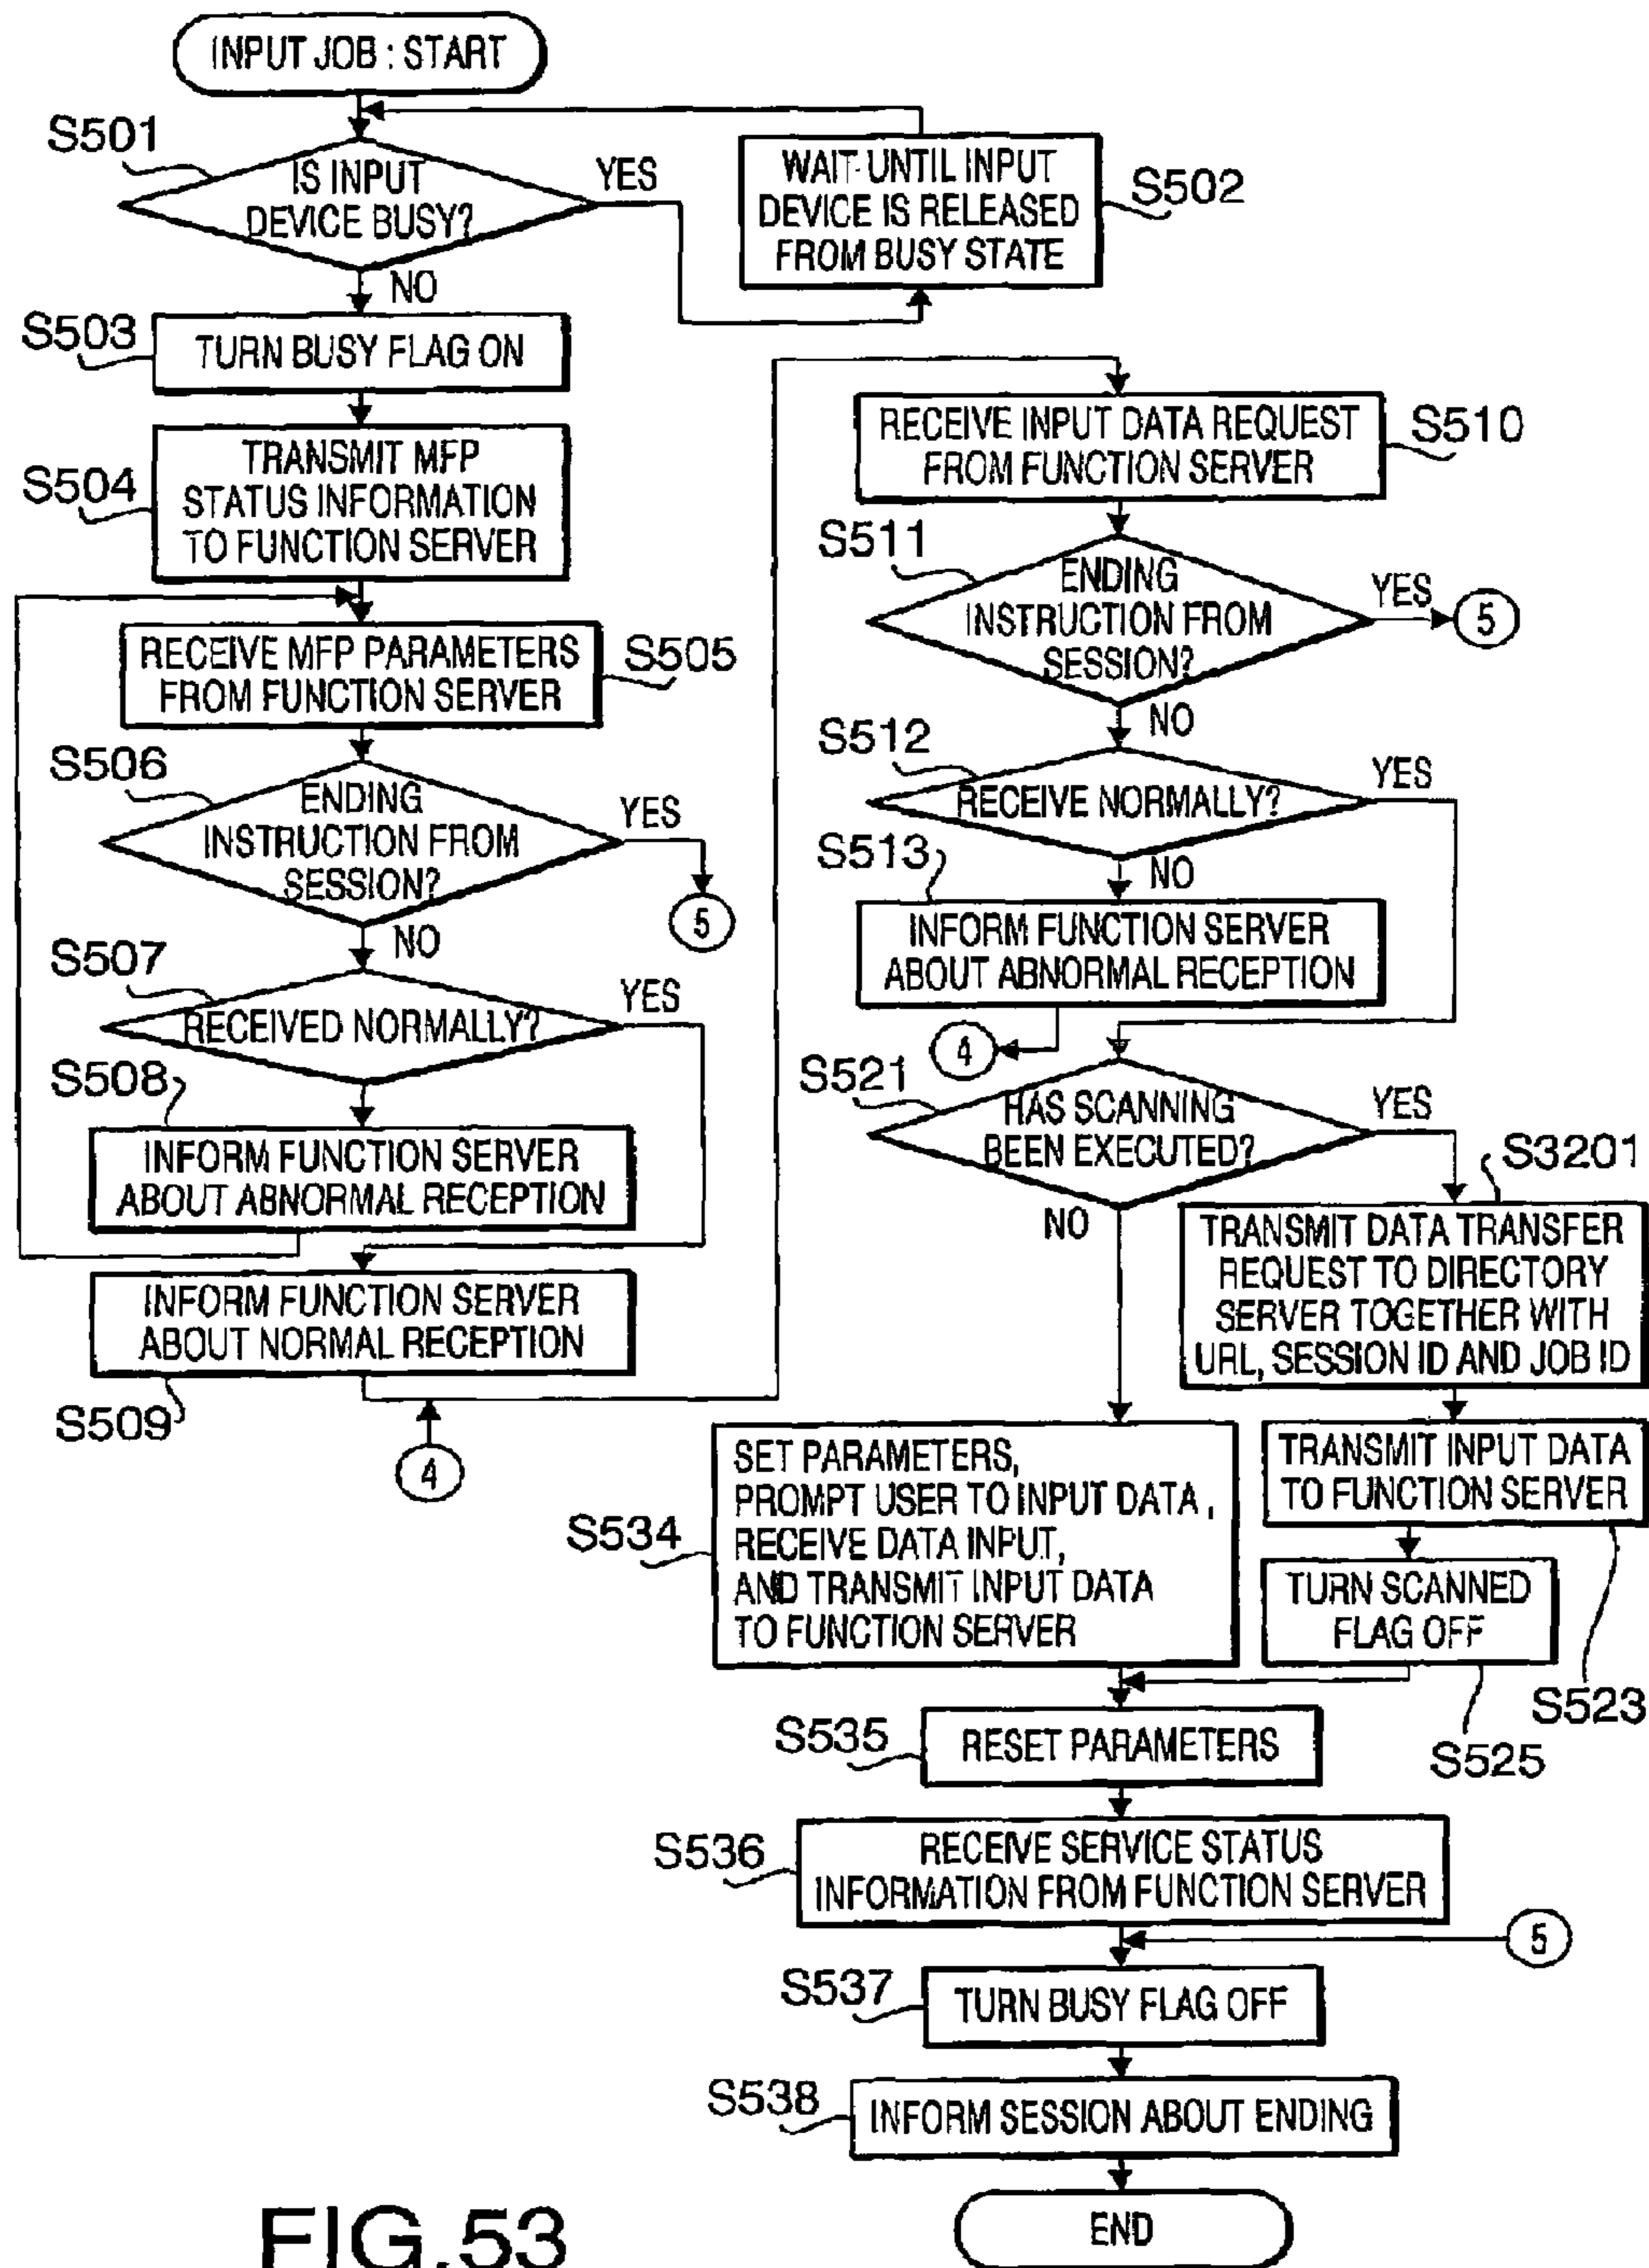 INPUT JOB : START
S501
IS INPUT
DEVICE BUSY?
YES
NO
WAIT UNTIL INPUT
DEVICE IS RELEASED
FROM BUSY STATE
S502
S503
TURN BUSY FLAG ON
S504
TRANSMIT MFP
STATUS INFORMATION
TO FUNCTION SERVER
RECEIVE MFP PARAMETERS
FROM FUNCTION SERVER
S505
S506
ENDING
INSTRUCTION FROM
SESSION?
YES
5
NO
S507
RECEIVED NORMALLY?
YES
S508
INFORM FUNCTION SERVER
ABOUT ABNORMAL RECEPTION
INFORM FUNCTION SERVER
ABOUT NORMAL RECEPTION
S509
4
RECEIVE INPUT DATA REQUEST
FROM FUNCTION SERVER
S510
S511
ENDING
INSTRUCTION FROM
SESSION?
YES
5
NO
S512
RECEIVE NORMALLY?
YES
NO
S513
INFORM FUNCTION SERVER
ABOUT ABNORMAL RECEPTION
4
S521
HAS SCANNING
BEEN EXECUTED?
YES
NO
S3201
TRANSMIT DATA TRANSFER
REQUEST TO DIRECTORY
SERVER TOGETHER WITH
URL, SESSION ID AND JOB ID
TRANSMIT INPUT DATA
TO FUNCTION SERVER
S523
TURN SCANNED
FLAG OFF
S525
S534
SET PARAMETERS,
PROMPT USER TO INPUT DATA,
RECEIVE DATA INPUT,
AND TRANSMIT INPUT DATA
TO FUNCTION SERVER
S535
RESET PARAMETERS
S536
RECEIVE SERVICE STATUS
INFORMATION FROM FUNCTION SERVER
5
S537
TURN BUSY FLAG OFF
S538
INFORM SESSION ABOUT ENDING
END
FIG.53